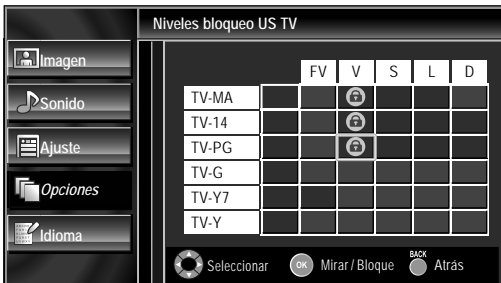 Niveles bloqueo US TV
Imagen
Sonido
Ajuste
Opciones
Idioma
FV V S L D
TV-MA
TV-14
TV-PG
TV-G
TV-Y7
TV-Y
Seleccionar OK Mirar / Bloque BACK Atrás